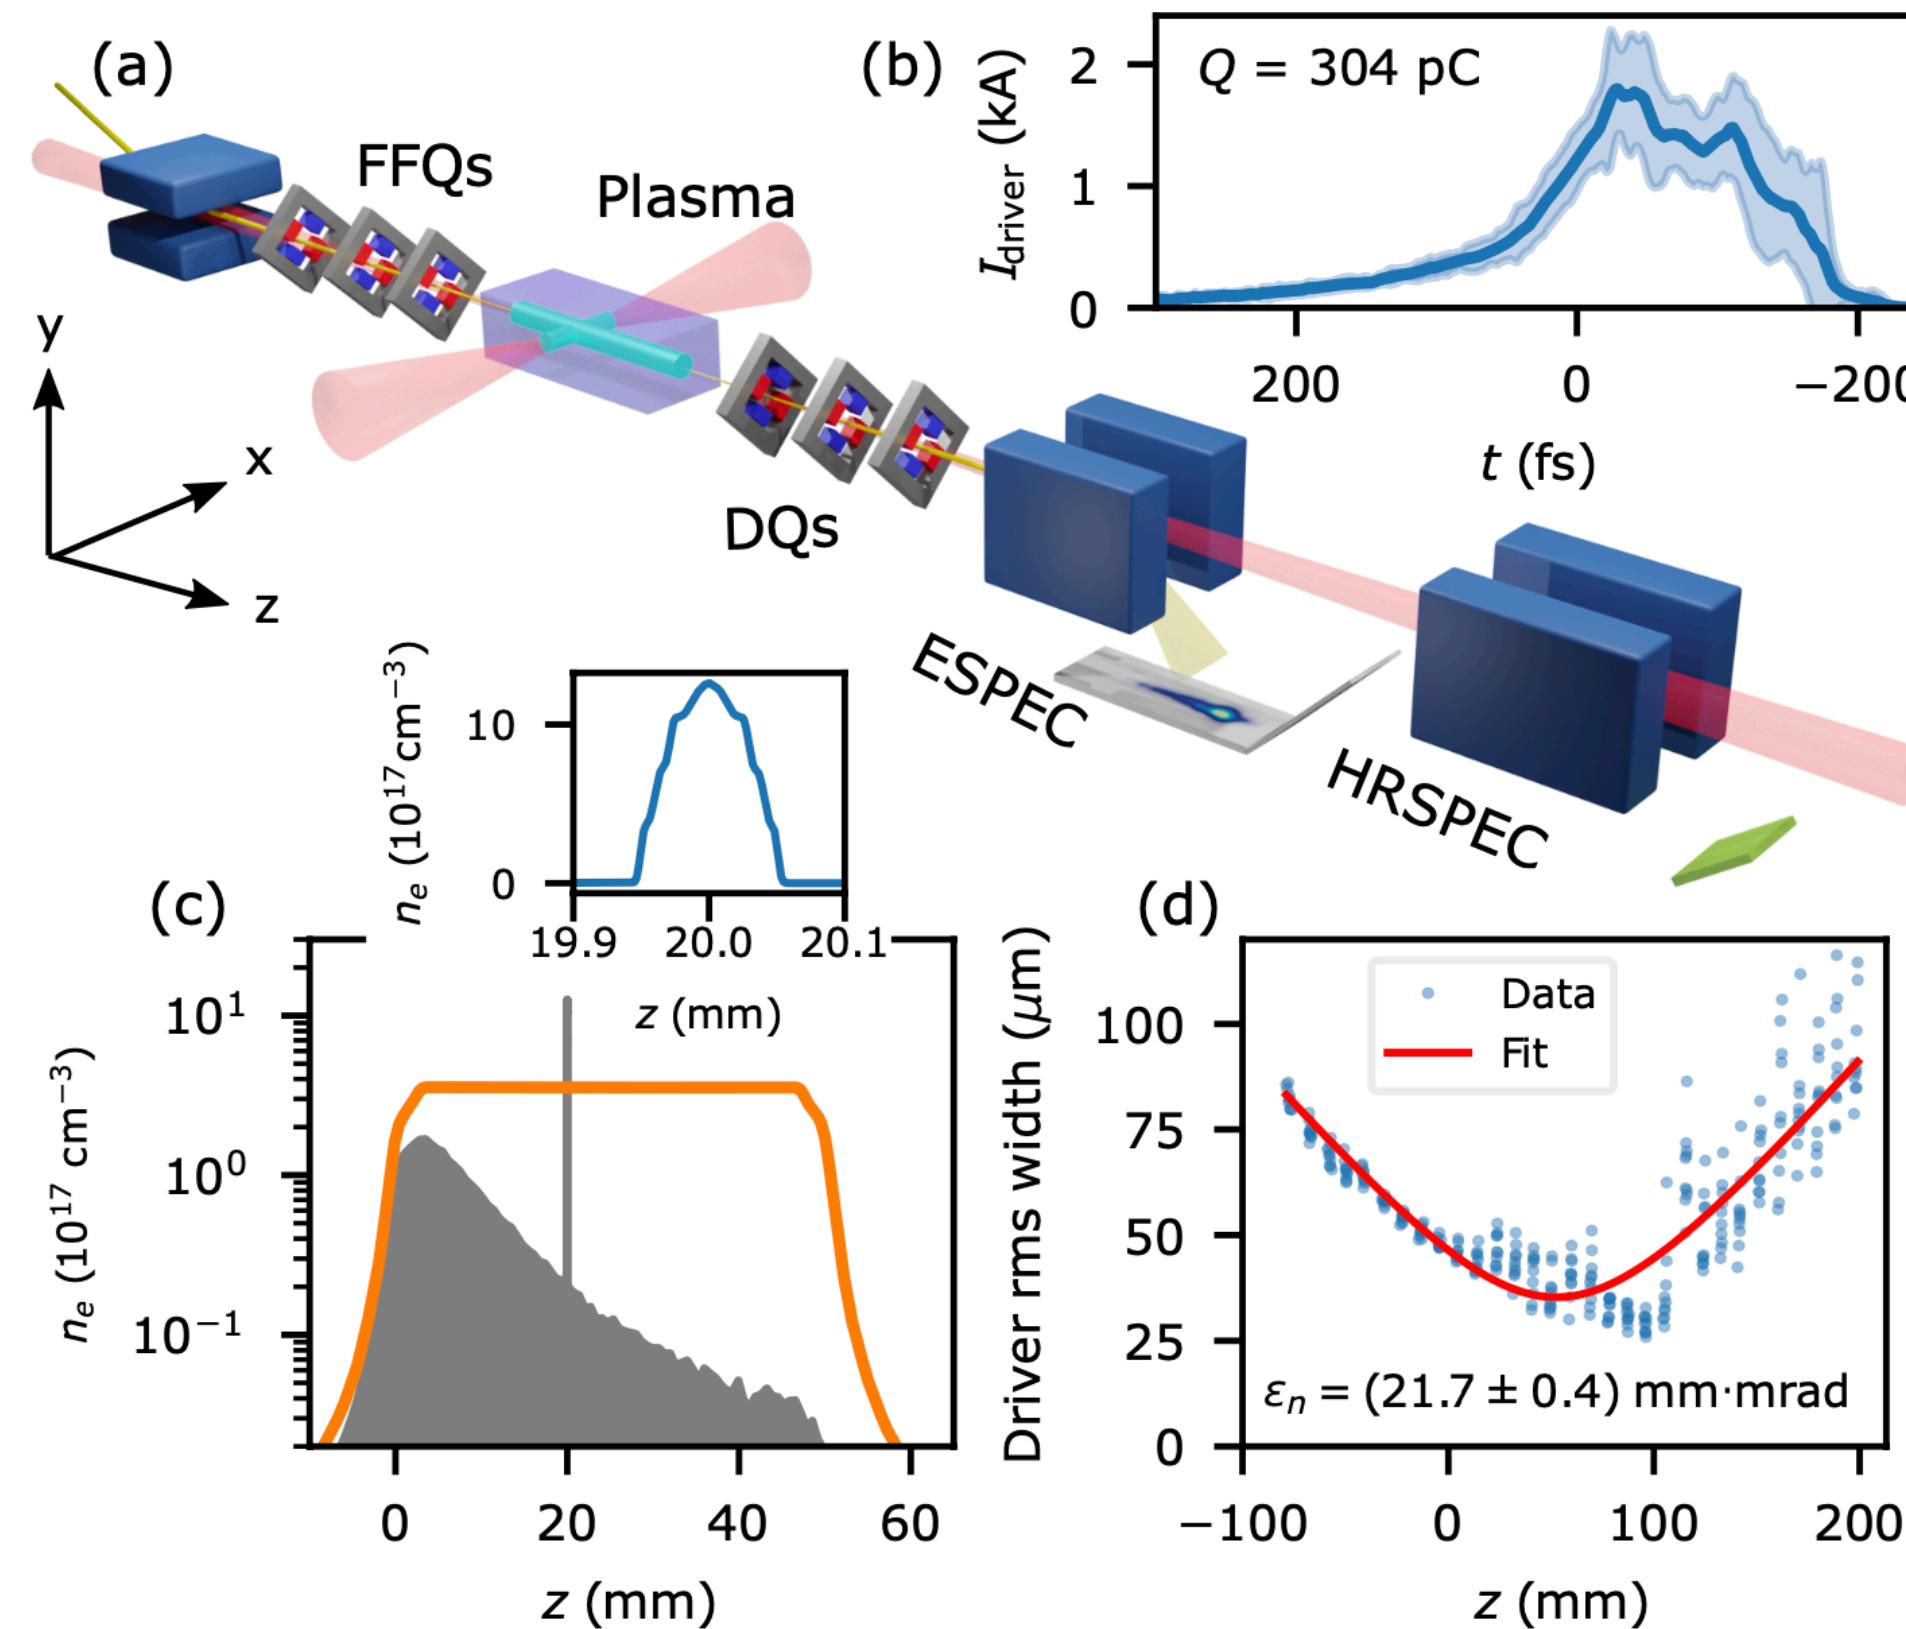 (a)
FFQs
Plasma
y
x
z
DQs
ESPEC
HRSPEC
(b)
I_driver (kA)
2
1
0
Q = 304 pC
200 0 −200
t (fs)
n_e (10^17 cm^−3)
10
0
19.9 20.0 20.1
z (mm)
(c)
n_e (10^17 cm^−3)
10^1
10^0
10^−1
0 20 40 60
z (mm)
(d)
Driver rms width (μm)
100
75
50
25
0
Data
Fit
ε_n = (21.7 ± 0.4) mm·mrad
−100 0 100 200
z (mm)